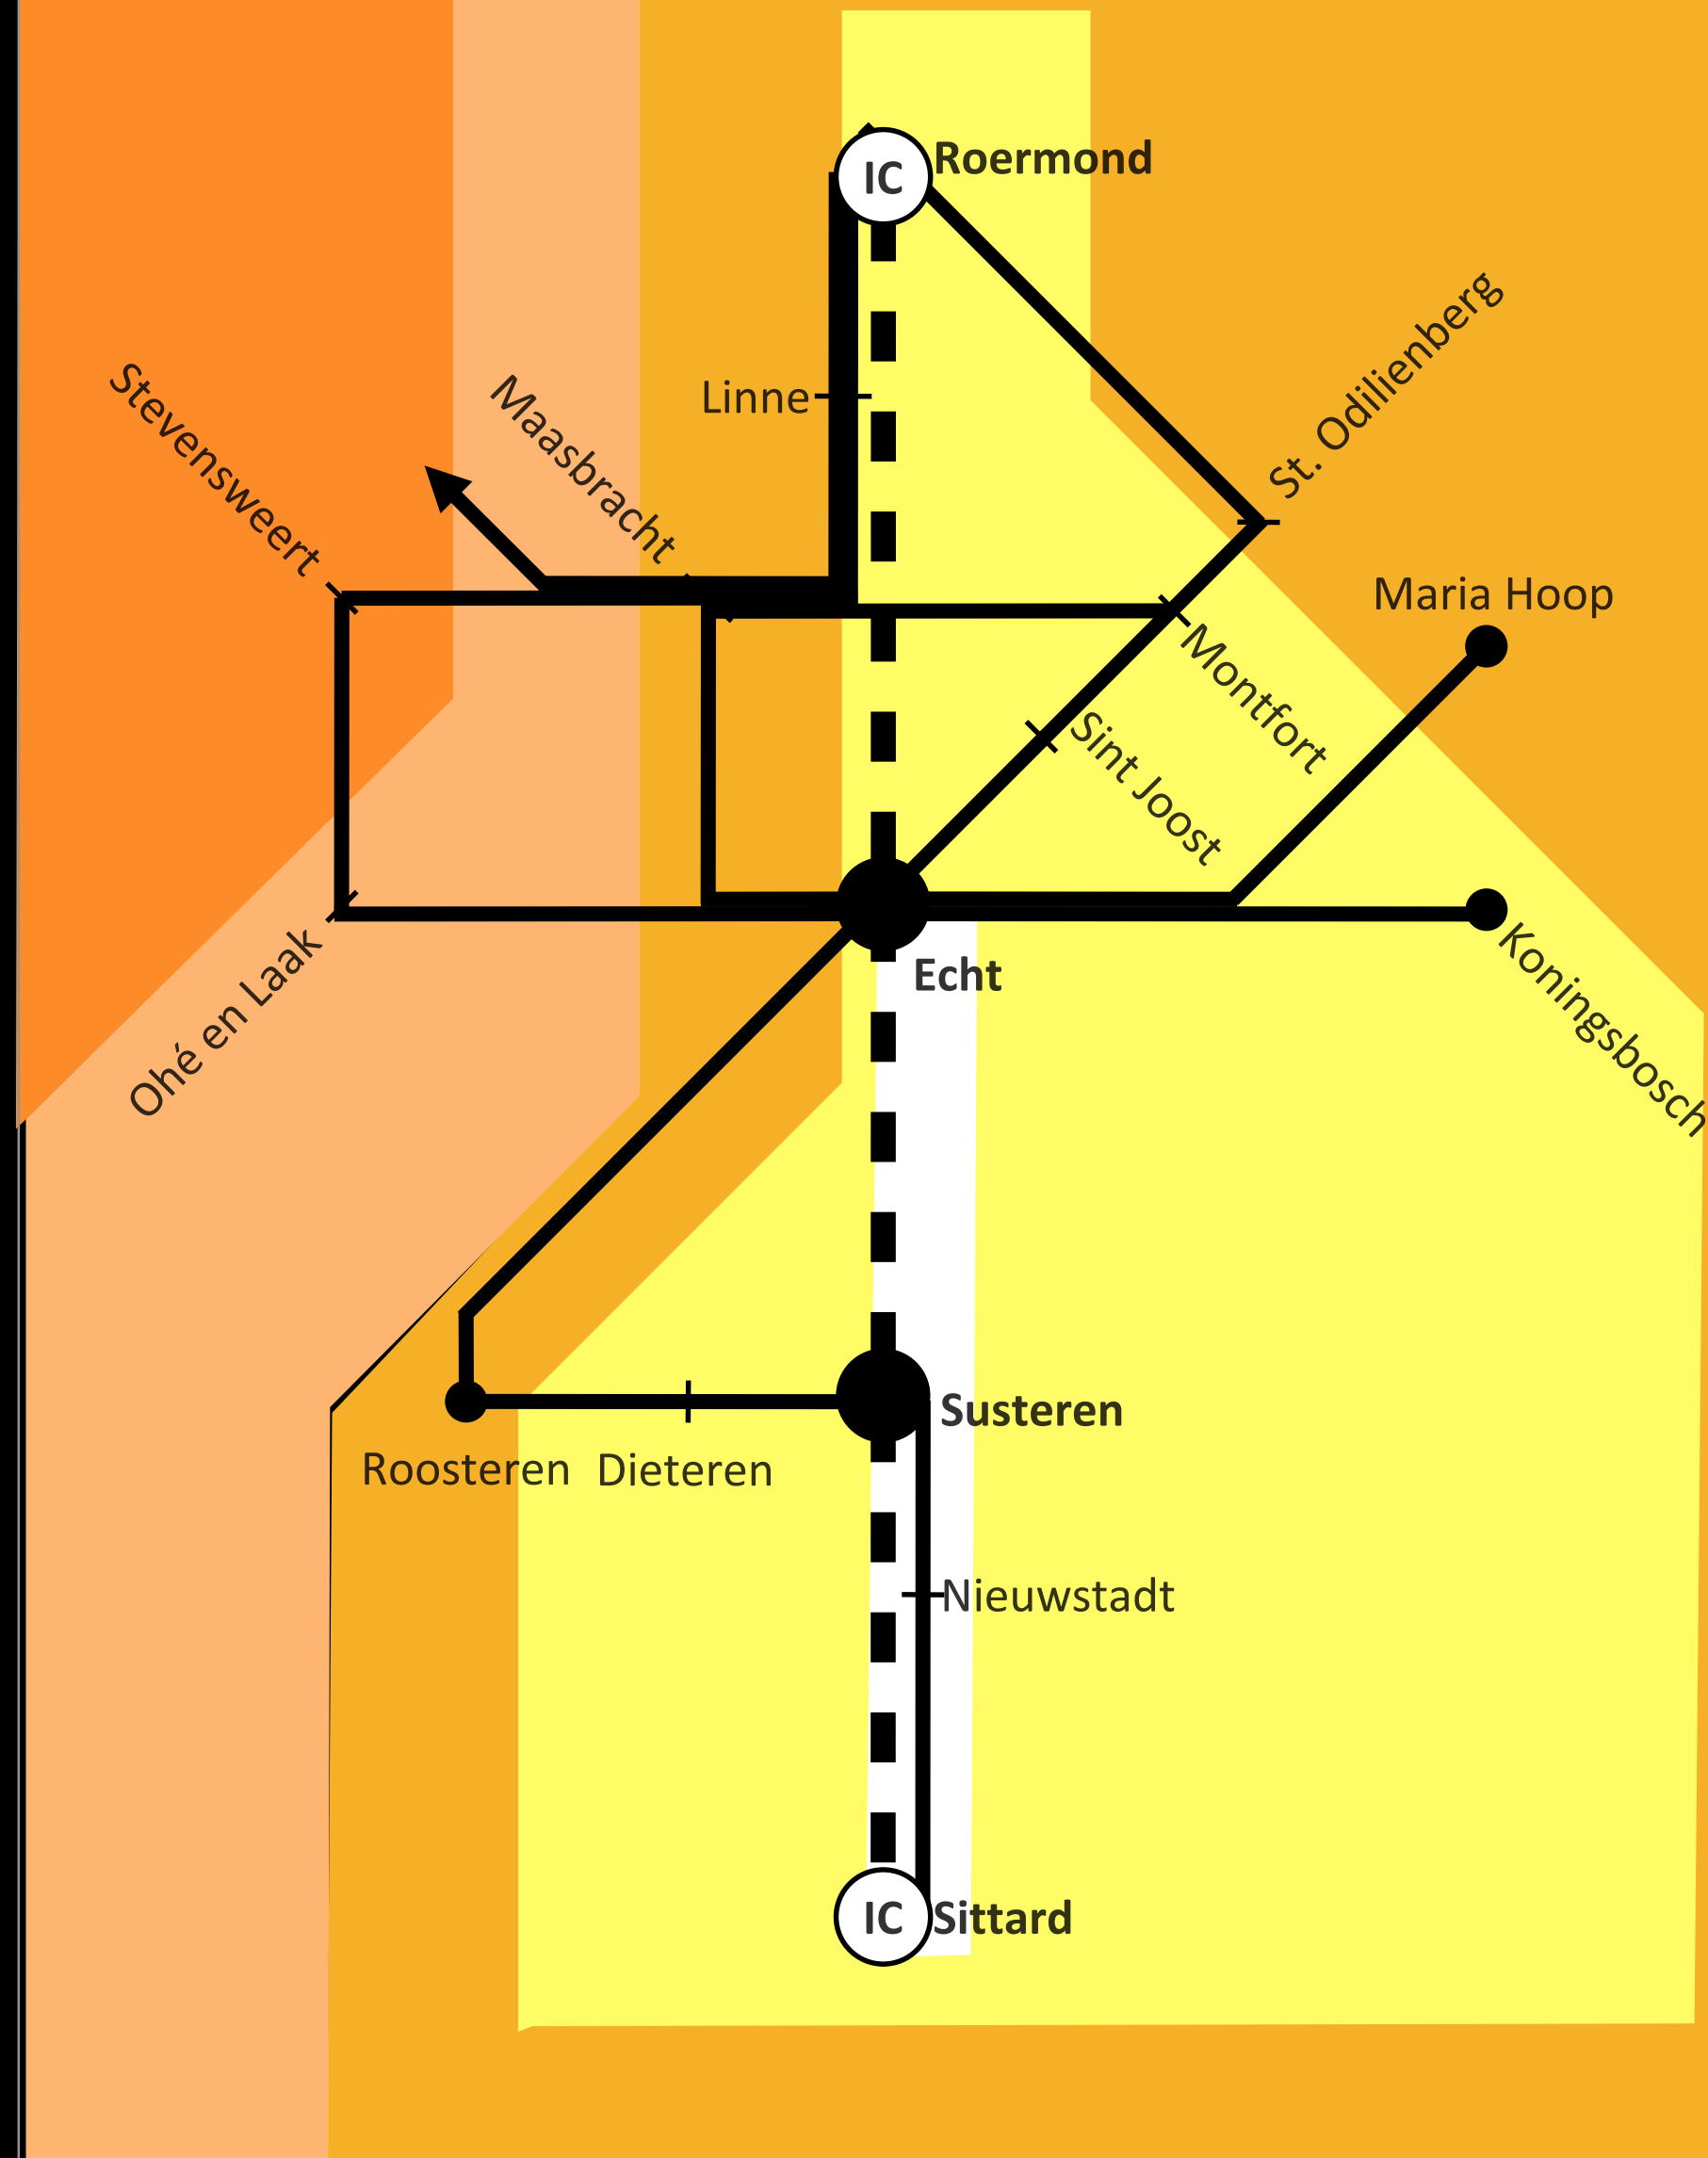 IC
Roermond
Linne
St. Odilienberg
Stevensweert
Maasbracht
Maria Hoop
Montfort
Sint Joost
Echt
Ohé en Laak
Koningsbosch
Susteren
Roosteren
Dieteren
Nieuwstadt
IC
Sittard